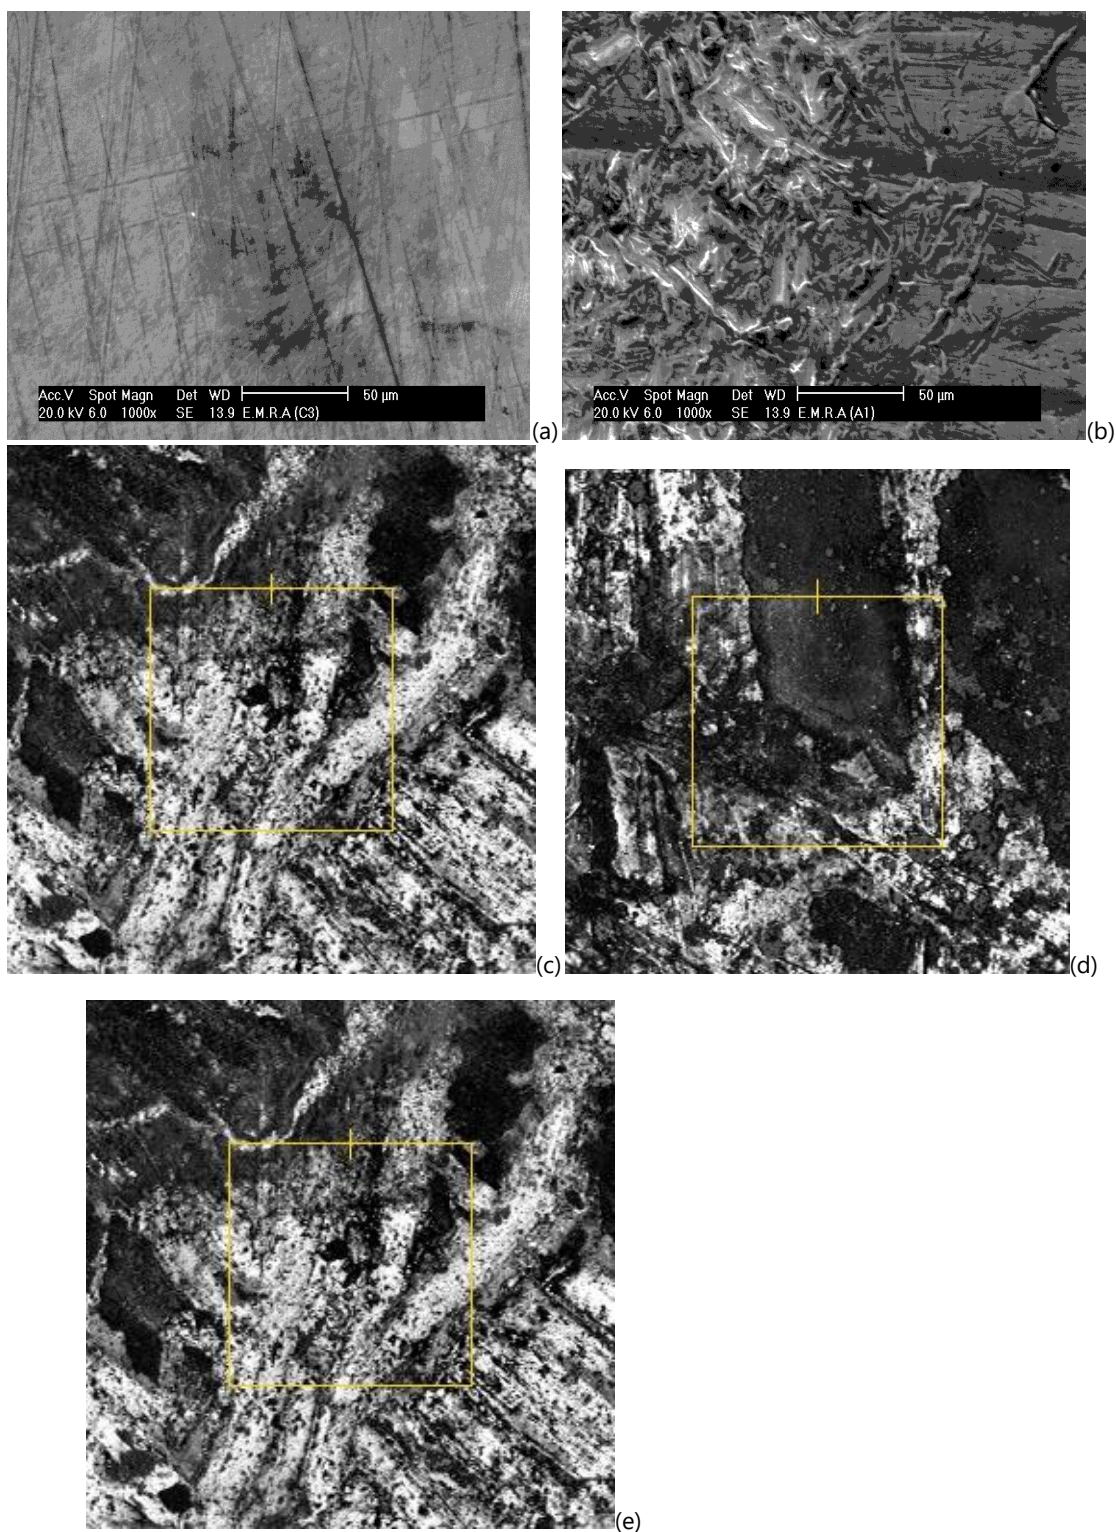 Acc.V Spot Magn Det WD 50 µm
20.0 kV 6.0 1000x SE 13.9 E.M.R.A (C3)
(a)
Acc.V Spot Magn Det WD 50 µm
20.0 kV 6.0 1000x SE 13.9 E.M.R.A (A1)
(b)
(c)
(d)
(e)